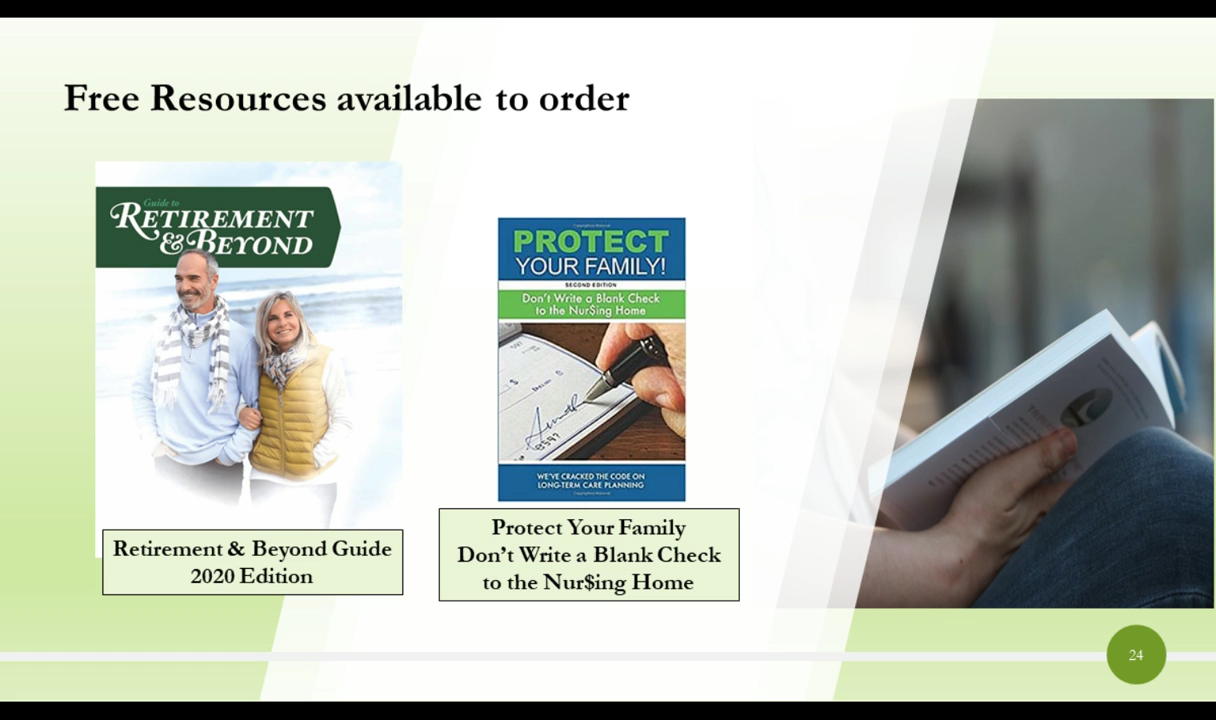 Free Resources available to order
Guide to
RETIREMENT
& BEYOND
PROTECT
YOUR FAMILY!
SECOND EDITION
Don't Write a Blank Check
to the Nur$ing Home
WE'VE CRACKED THE CODE ON
LONG-TERM CARE PLANNING
Retirement & Beyond Guide
2020 Edition
Protect Your Family
Don't Write a Blank Check
to the Nur$ing Home
24